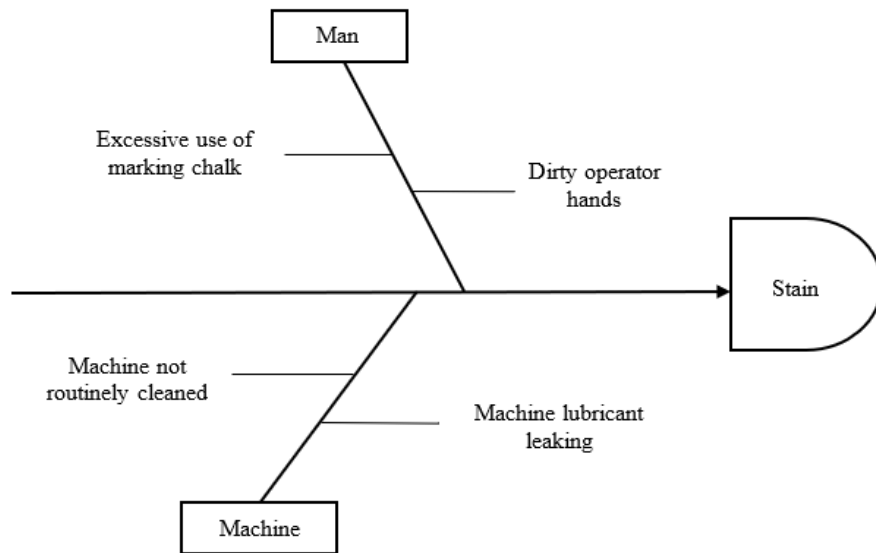 Man
Excessive use of
marking chalk
Dirty operator
hands
Stain
Machine not
routinely cleaned
Machine lubricant
leaking
Machine